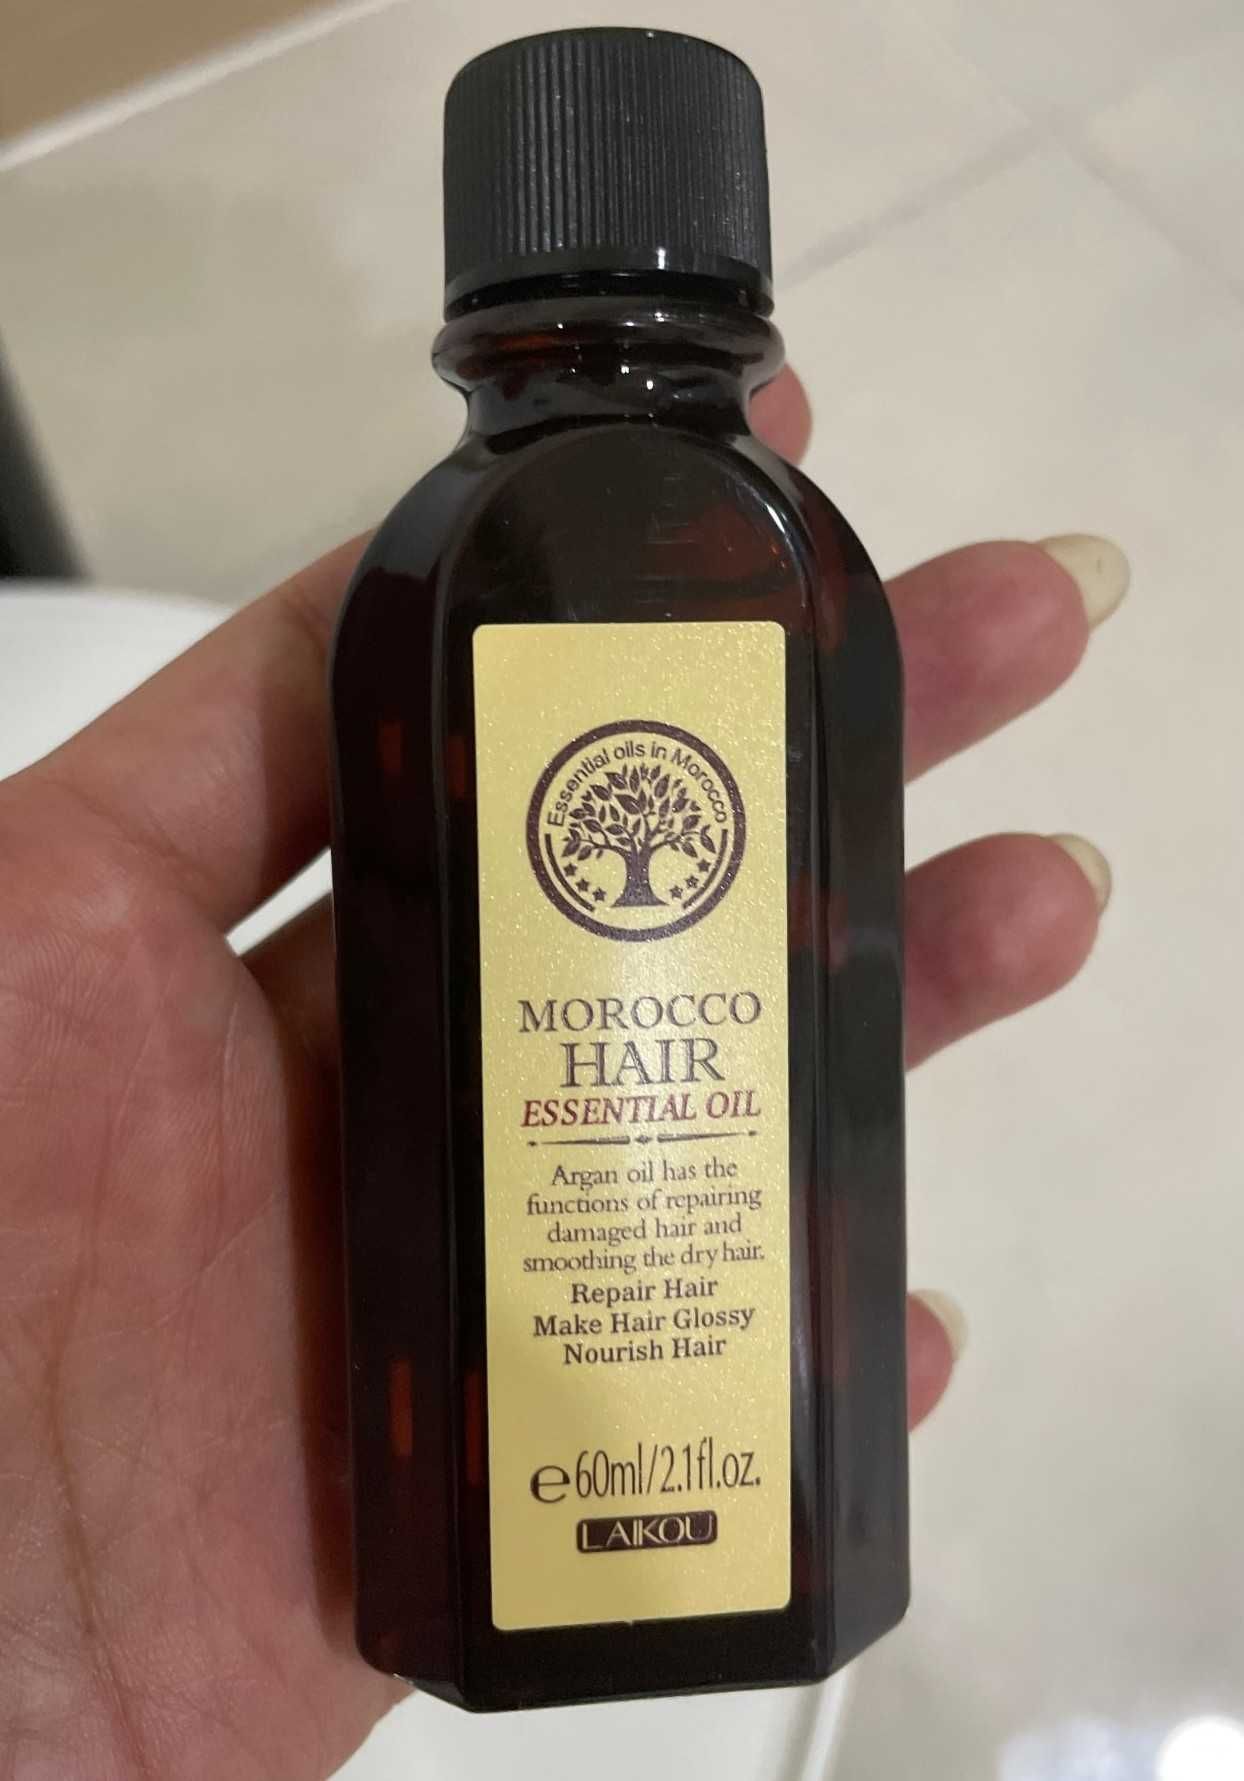 Essential oils in Morocco
MOROCCO
HAIR
ESSENTIAL OIL
Argan oil has the
functions of repairing
damaged hair and
smoothing the dry hair.
Repair Hair
Make Hair Glossy
Nourish Hair
℮60ml/2.1fl.oz.
LAIKOU